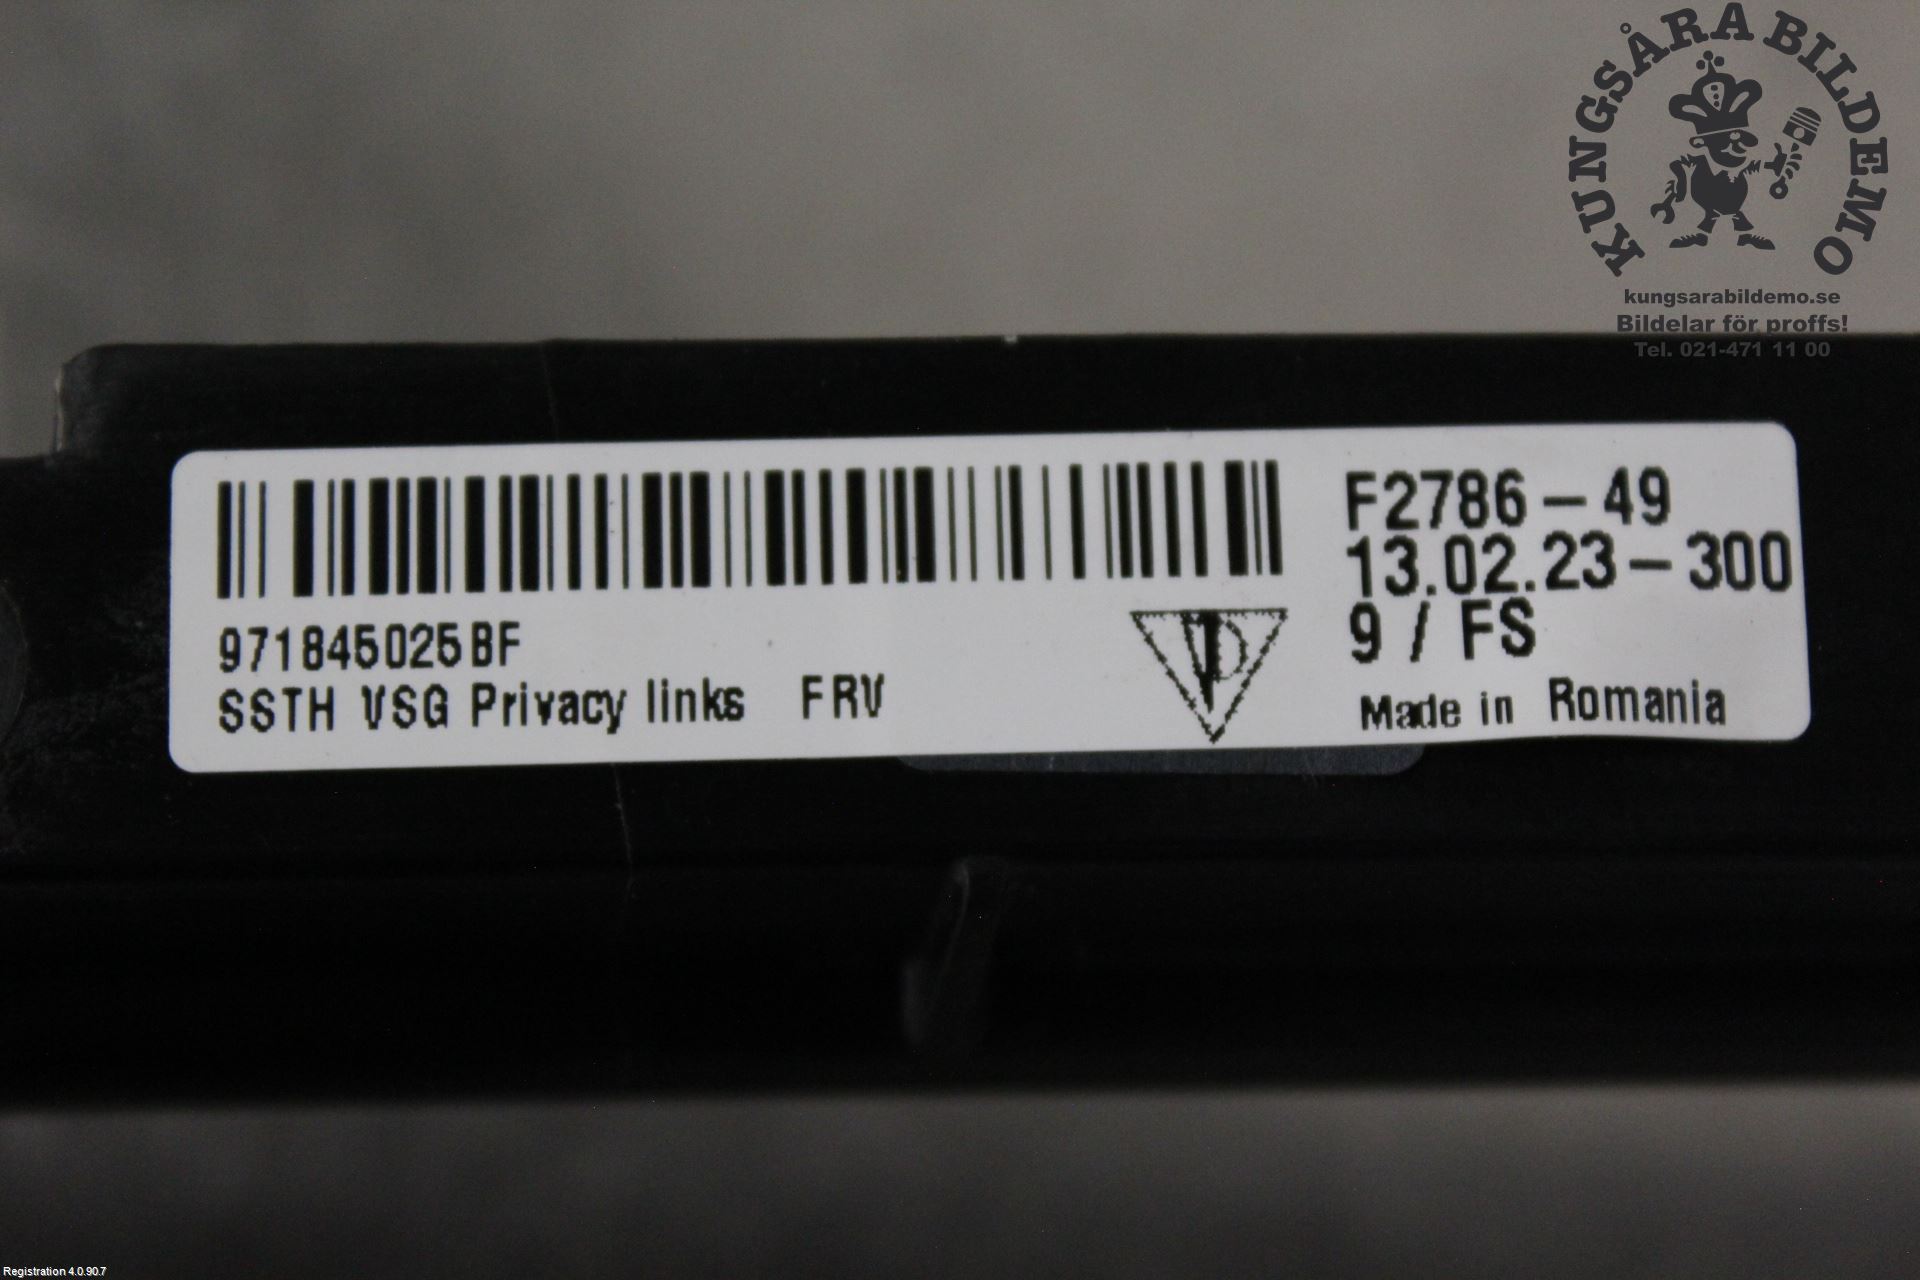 KUNGSÅRA BILDEMO
kungsarabildemo.se
Bildelar för proffs!
Tel. 021-471 11 00
F2786-49
13.02.23-300
9 / FS
971845025BF
SSTH VSG Privacy links FRV
Made in Romania
Registration 4.0.90.7